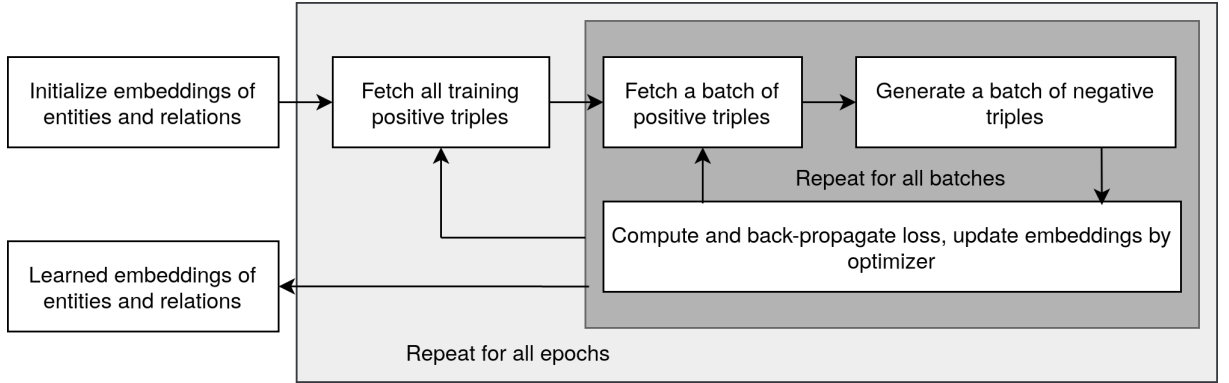 Initialize embeddings of
entities and relations
Fetch all training
positive triples
Fetch a batch of
positive triples
Generate a batch of negative
triples
Repeat for all batches
Compute and back-propagate loss, update embeddings by
optimizer
Learned embeddings of
entities and relations
Repeat for all epochs